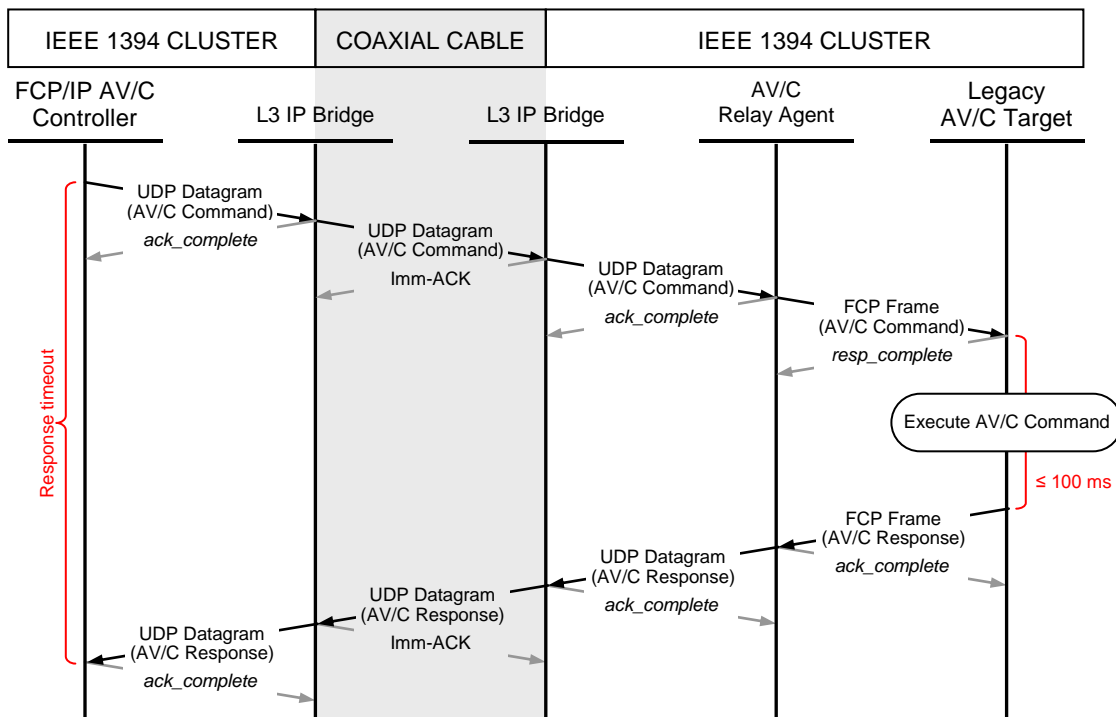 IEEE 1394 CLUSTER
COAXIAL CABLE
IEEE 1394 CLUSTER
FCP/IP AV/C
Controller
L3 IP Bridge
L3 IP Bridge
AV/C
Relay Agent
Legacy
AV/C Target
UDP Datagram
(AV/C Command)
ack_complete
UDP Datagram
(AV/C Command)
Imm-ACK
UDP Datagram
(AV/C Command)
ack_complete
FCP Frame
(AV/C Command)
resp_complete
Response timeout
Execute AV/C Command
≤ 100 ms
FCP Frame
(AV/C Response)
ack_complete
UDP Datagram
(AV/C Response)
ack_complete
UDP Datagram
(AV/C Response)
Imm-ACK
UDP Datagram
(AV/C Response)
ack_complete